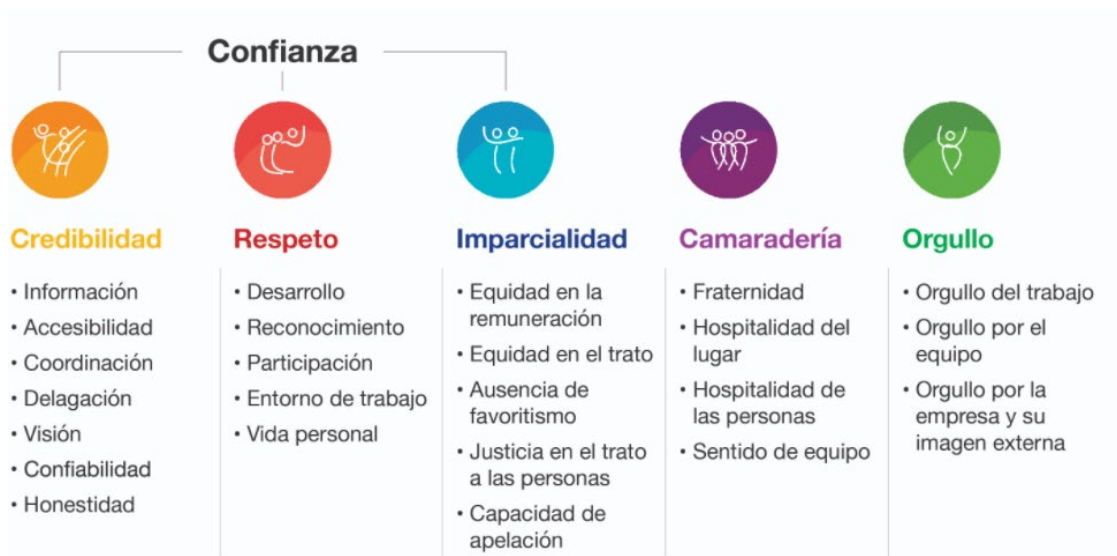 Confianza
Credibilidad
• Información
• Accesibilidad
• Coordinación
• Delagación
• Visión
• Confiabilidad
• Honestidad
Respeto
• Desarrollo
• Reconocimiento
• Participación
• Entorno de trabajo
• Vida personal
Imparcialidad
• Equidad en la
remuneración
• Equidad en el trato
• Ausencia de
favoritismo
• Justicia en el trato
a las personas
• Capacidad de
apelación
Camaradería
• Fraternidad
• Hospitalidad del
lugar
• Hospitalidad de
las personas
• Sentido de equipo
Orgullo
• Orgullo del trabajo
• Orgullo por el
equipo
• Orgullo por la
empresa y su
imagen externa